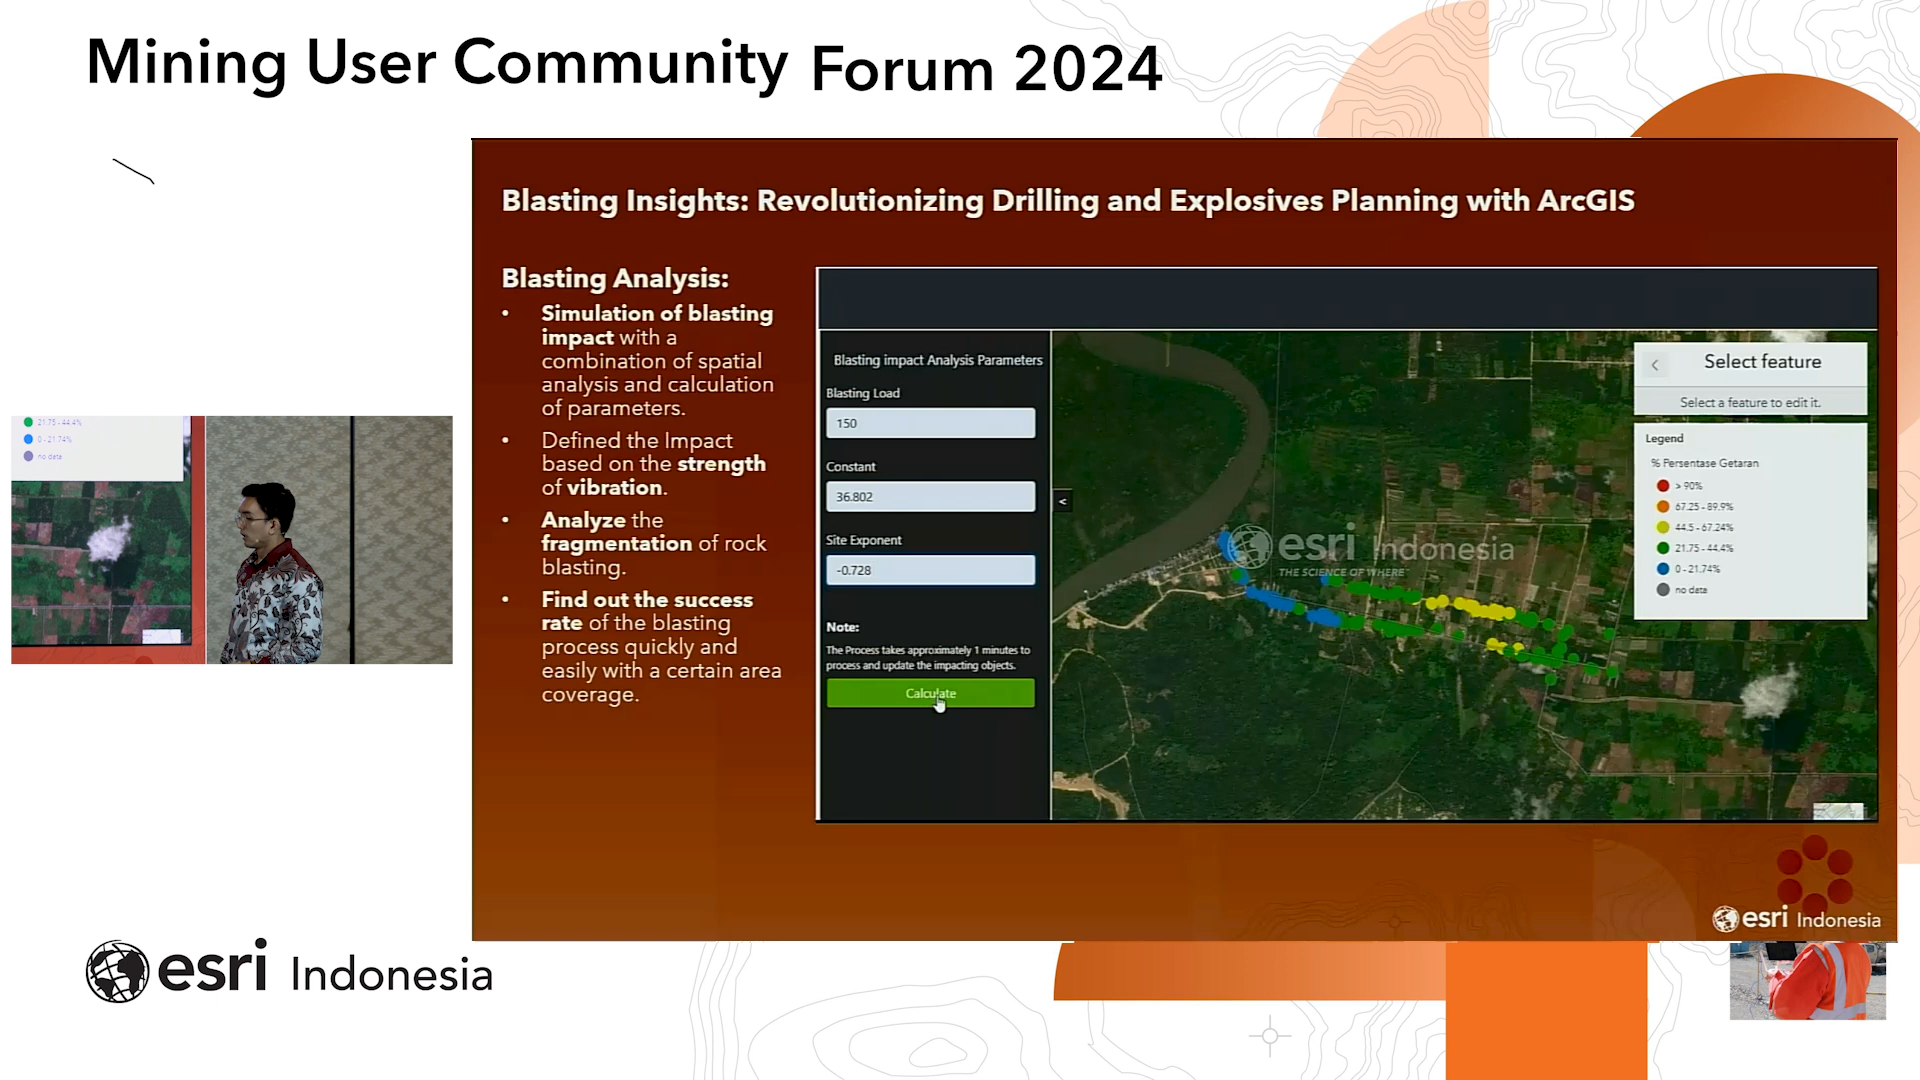 Mining User Community Forum 2024
Blasting Insights: Revolutionizing Drilling and Explosives Planning with ArcGIS
Blasting Analysis:
• Simulation of blasting
impact with a
combination of spatial
analysis and calculation
of parameters.
• Defined the Impact
based on the strength
of vibration.
• Analyze the
fragmentation of rock
blasting.
• Find out the success
rate of the blasting
process quickly and
easily with a certain area
coverage.
Blasting impact Analysis Parameters
Blasting Load
150
Constant
36.802
Site Exponent
-0.728
Note:
The Process takes approximately 1 minutes to
process and update the impacting objects.
Calculate
<
esri Indonesia
THE SCIENCE OF WHERE
Select feature
Select a feature to edit it.
Legend
% Persentase Getaran
> 90%
67.25 - 89.9%
44.5 - 67.24%
21.75 - 44.4%
0 - 21.74%
no data
21.75 - 44.4%
0 - 21.74%
no data
esri Indonesia
esri Indonesia